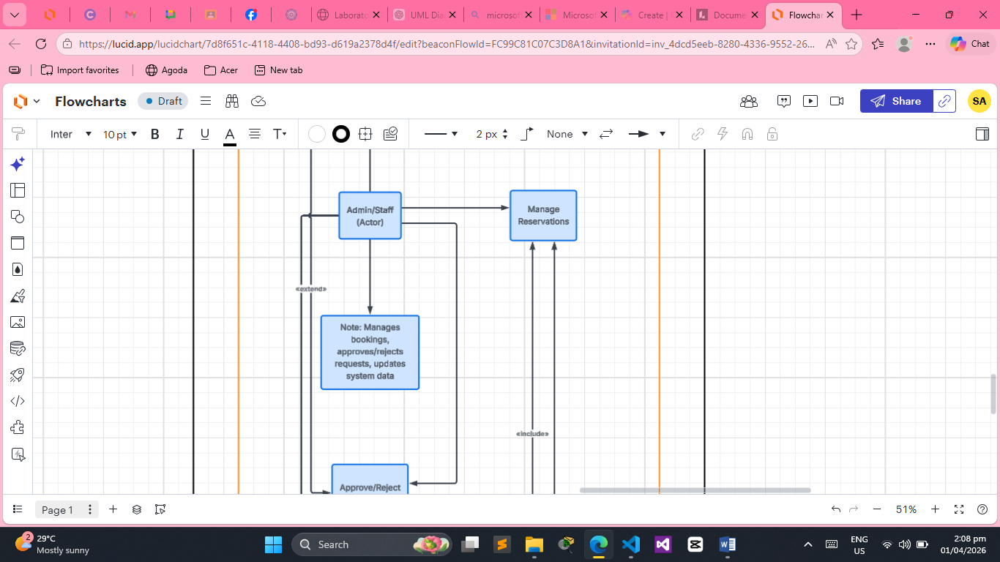 Laborato
UML Dia
microsof
Microsof
Create |
Docume
Flowchar
https://lucid.app/lucidchart/7d8f651c-4118-4408-bd93-d619a2378d4f/edit?beaconFlowId=FC99C81C07C3D8A1&invitationId=inv_4dcd5eeb-8280-4336-9552-26...
Chat
Import favorites
Agoda
Acer
New tab
Flowcharts
Draft
Share
SA
Inter
10 pt
B
I
U
A
T
2 px
None
Admin/Staff
(Actor)
Manage
Reservations
«extend»
Note: Manages
bookings,
approves/rejects
requests, updates
system data
«include»
Approve/Reject
Page 1
51%
2
29°C
Mostly sunny
Search
ENG
US
2:08 pm
01/04/2026